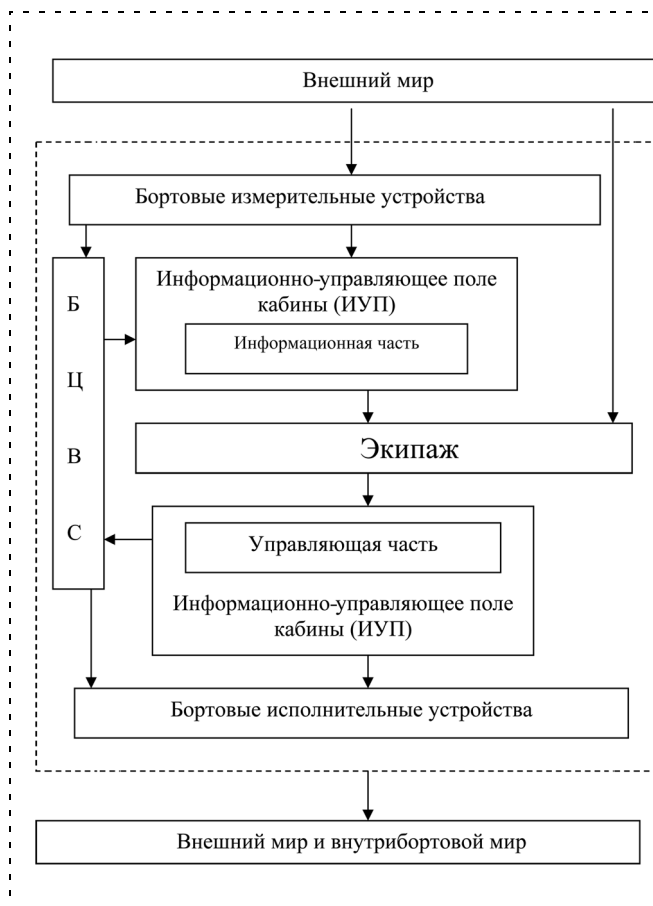 Внешний мир
Бортовые измерительные устройства
Б
Ц
В
С
Информационно-управляющее поле
кабины (ИУП)
Информационная часть
Экипаж
Управляющая часть
Информационно-управляющее поле
кабины (ИУП)
Бортовые исполнительные устройства
Внешний мир и внутрибортовой мир